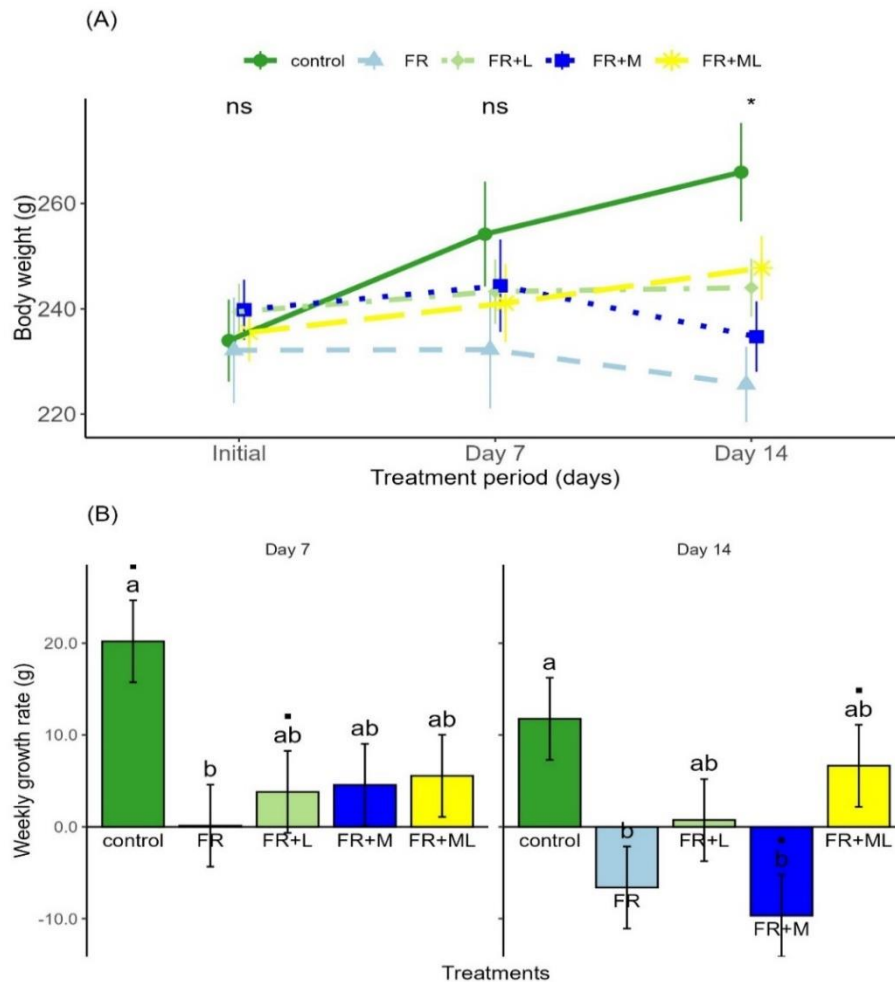 (A)
control FR FR+L FR+M FR+ML
ns ns *
Body weight (g)
260
240
220
Initial Day 7 Day 14
Treatment period (days)
(B)
Day 7 Day 14
Weekly growth rate (g)
20.0
10.0
0.0
-10.0
a b ab ab ab
control FR FR+L FR+M FR+ML
a b ab b ab
control FR FR+L FR+M FR+ML
Treatments